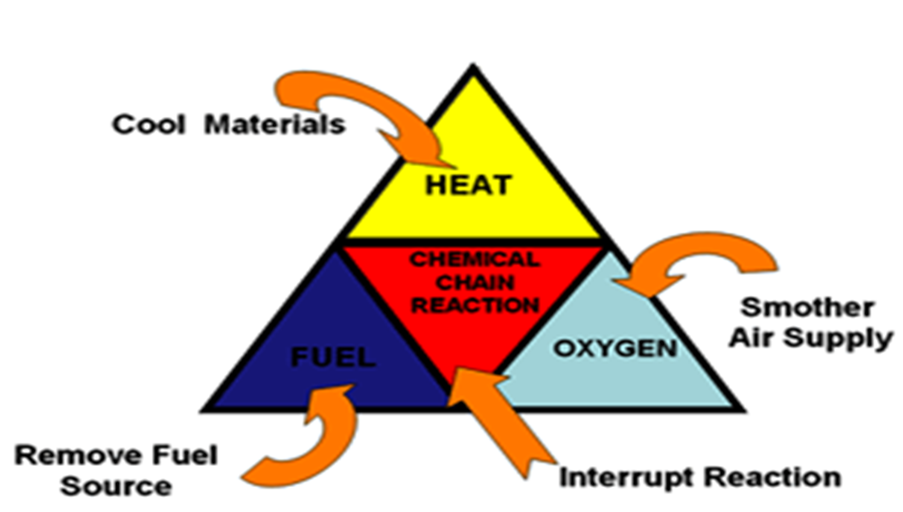 Cool Materials
HEAT
CHEMICAL
CHAIN
REACTION
Smother
Air Supply
FUEL
OXYGEN
Remove Fuel
Source
Interrupt Reaction